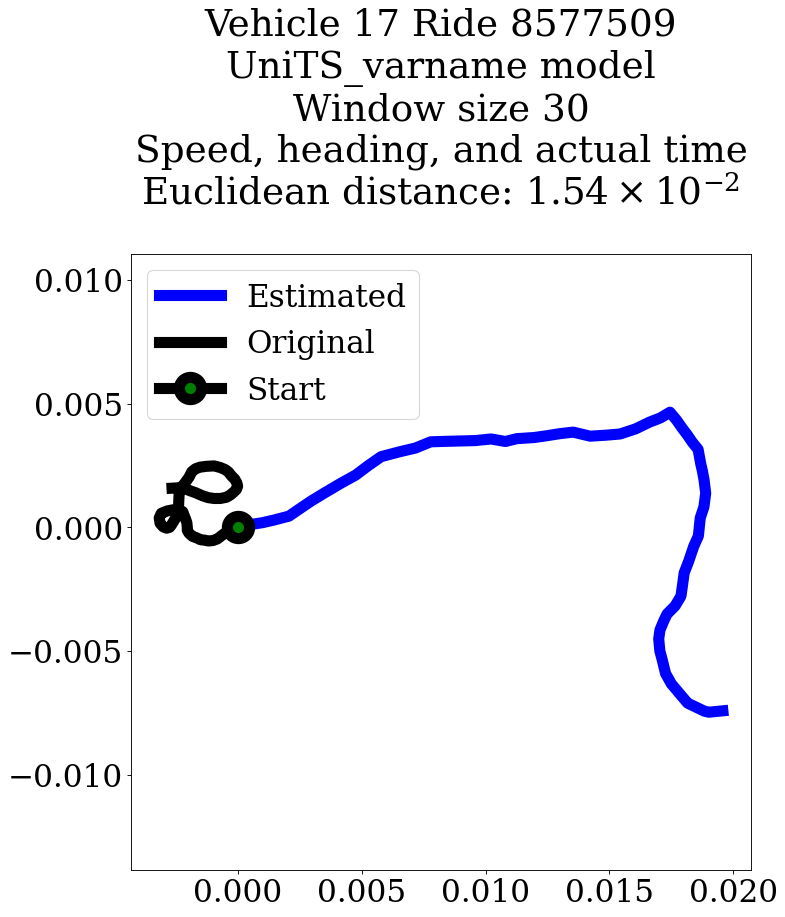 Vehicle 17 Ride 8577509
UniTS_varname model
Window size 30
Speed, heading, and actual time
Euclidean distance: 1.54 × 10⁻²
Estimated
Original
Start
0.010
0.005
0.000
−0.005
−0.010
0.000 0.005 0.010 0.015 0.020